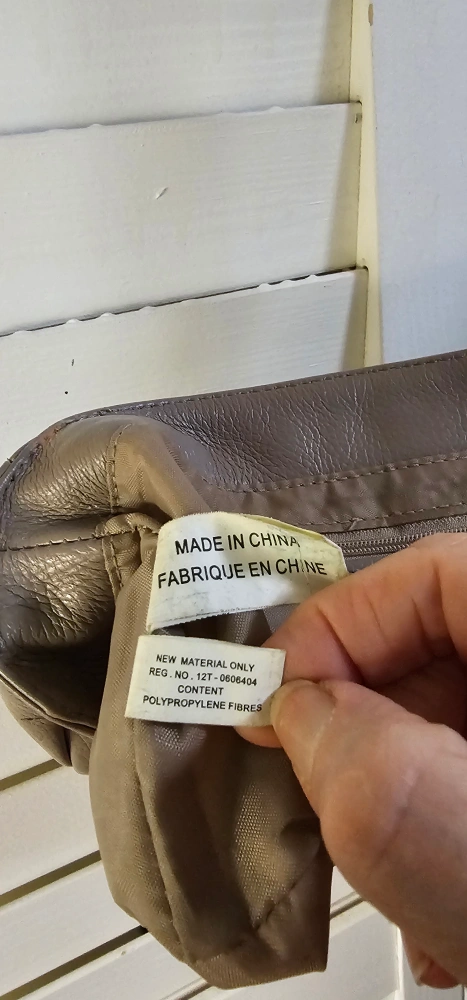 MADE IN CHINA
FABRIQUE EN CHINE
NEW MATERIAL ONLY
REG. NO. 12T - 0606404
CONTENT
POLYPROPYLENE FIBRES